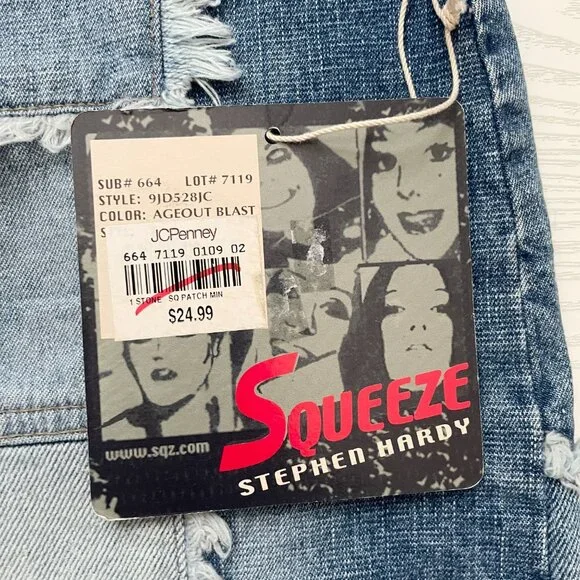 SUB# 664 LOT# 7119
STYLE: 9JD528JC
COLOR: AGEOUT BLAST
JCPenney
664 7119 0109 02
1 STONE SQ PATCH MIN
$24.99
SQUEEZE
www.sqz.com
STEPHEN HARDY